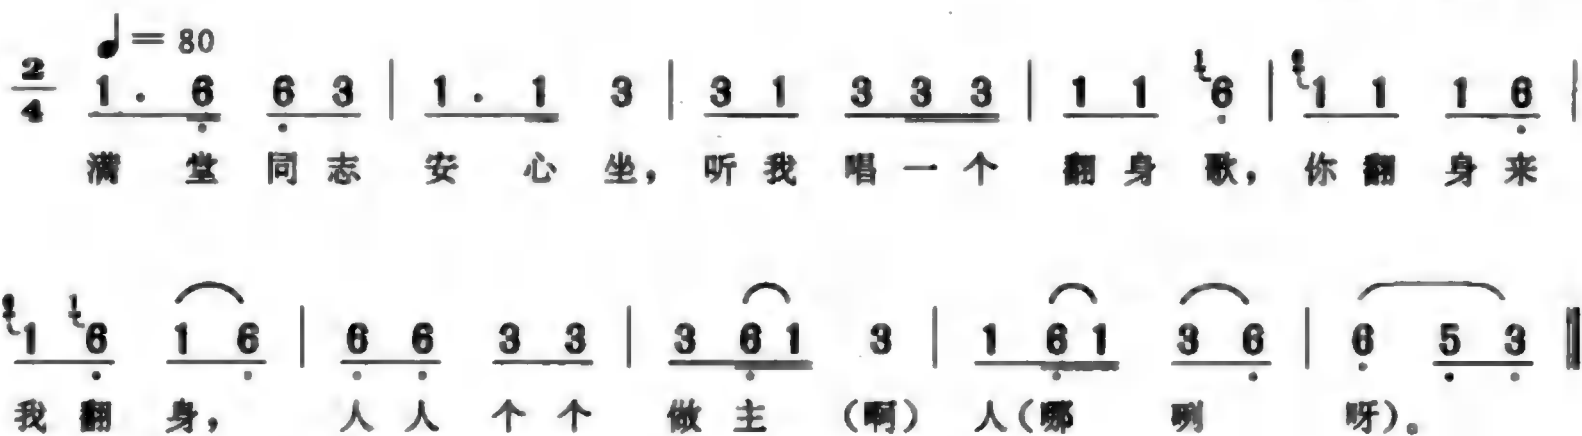 ♩= 80
2/4 1. 6 6 3 | 1. 1 3 | 3 1 3 3 3 | 1 1 6 | 1 1 1 6 |
满 堂 同 志 安 心 坐， 听 我 唱 一 个 翻 身 歌， 你 翻 身 来
1 6 1 6 | 6 6 3 3 | 3 6 1 3 | 1 6 1 3 6 | 6 5 3 ‖
我 翻 身， 人 人 个 个 做 主 （啊） 人（哪 咧 呀）。